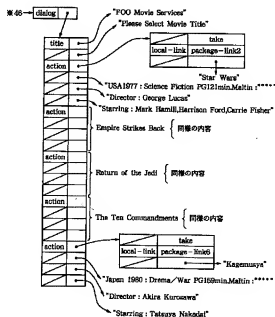 ※46 dialog
"FOO Movie Services"
"Please Select Movie Title"
title
take
action
local-link package-link2
"Star Wars"
"USA1977 : Science Fiction PG121min.Maltin : ****
"Director : George Lucas"
"Starring : Mark Hamill,Harrison Ford,Carrie Fisher"
action
Empire Strikes Back { 同様の内容
action
Return of the Jedi { 同様の内容
action
The Ten Commandments { 同様の内容
action
take
local-link package-link6
"Kagemusya"
"Japan 1980 : Drema/War PG159min.Maltin : ****
"Director : Akira Kurosawa"
"Starring : Tatsuya Nakadai"